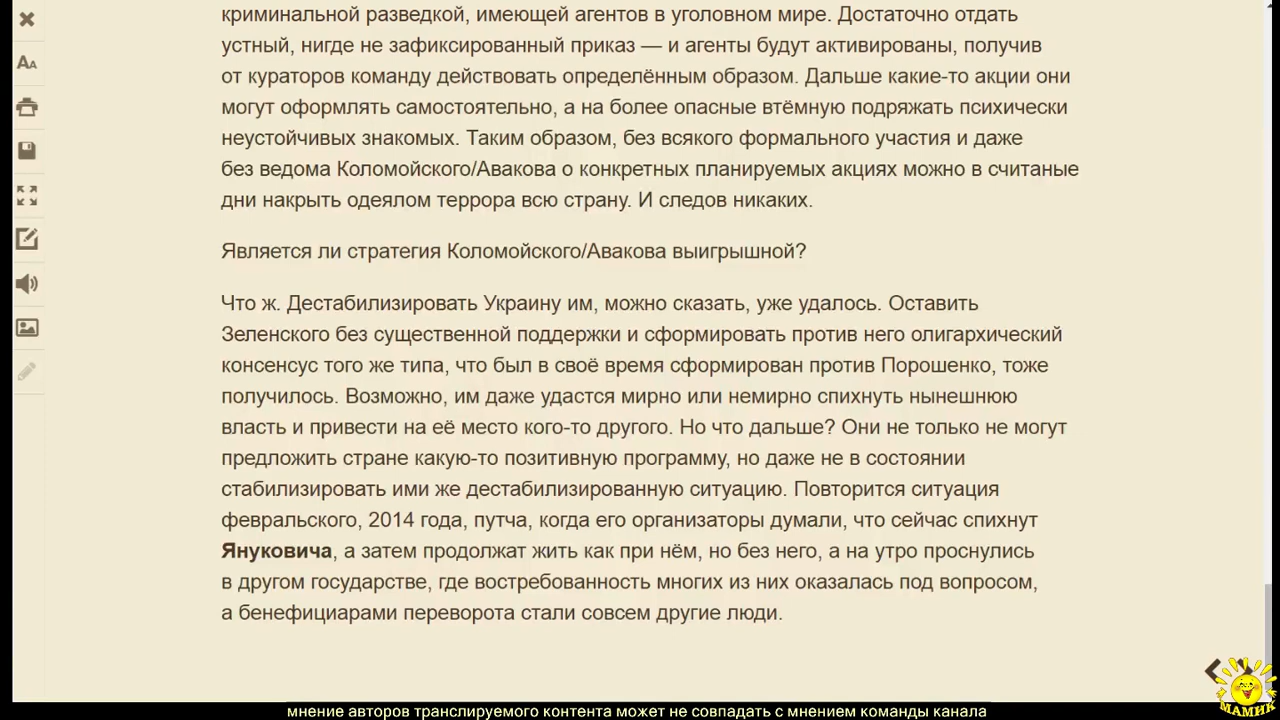 криминальной разведкой, имеющей агентов в уголовном мире. Достаточно отдать
устный, нигде не зафиксированный приказ — и агенты будут активированы, получив
от кураторов команду действовать определённым образом. Дальше какие-то акции они
могут оформлять самостоятельно, а на более опасные втёмную подряжать психически
неустойчивых знакомых. Таким образом, без всякого формального участия и даже
без ведома Коломойского/Авакова о конкретных планируемых акциях можно в считаные
дни накрыть одеялом террора всю страну. И следов никаких.
Является ли стратегия Коломойского/Авакова выигрышной?
Что ж. Дестабилизировать Украину им, можно сказать, уже удалось. Оставить
Зеленского без существенной поддержки и сформировать против него олигархический
консенсус того же типа, что был в своё время сформирован против Порошенко, тоже
получилось. Возможно, им даже удастся мирно или немирно спихнуть нынешнюю
власть и привести на её место кого-то другого. Но что дальше? Они не только не могут
предложить стране какую-то позитивную программу, но даже не в состоянии
стабилизировать ими же дестабилизированную ситуацию. Повторится ситуация
февральского, 2014 года, путча, когда его организаторы думали, что сейчас спихнут
Януковича, а затем продолжат жить как при нём, но без него, а на утро проснулись
в другом государстве, где востребованность многих из них оказалась под вопросом,
а бенефициарами переворота стали совсем другие люди.
МАМИК
мнение авторов транслируемого контента может не совпадать с мнением команды канала